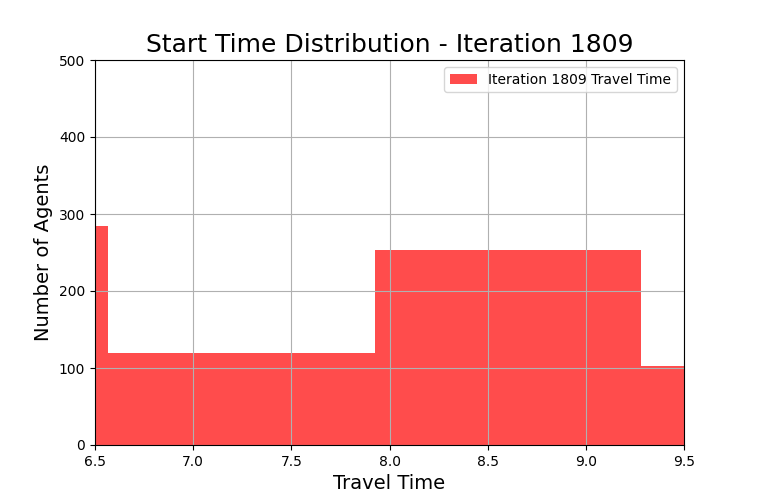 Start Time Distribution - Iteration 1809
Iteration 1809 Travel Time
Number of Agents
500
400
300
200
100
0
6.5 7.0 7.5 8.0 8.5 9.0 9.5
Travel Time